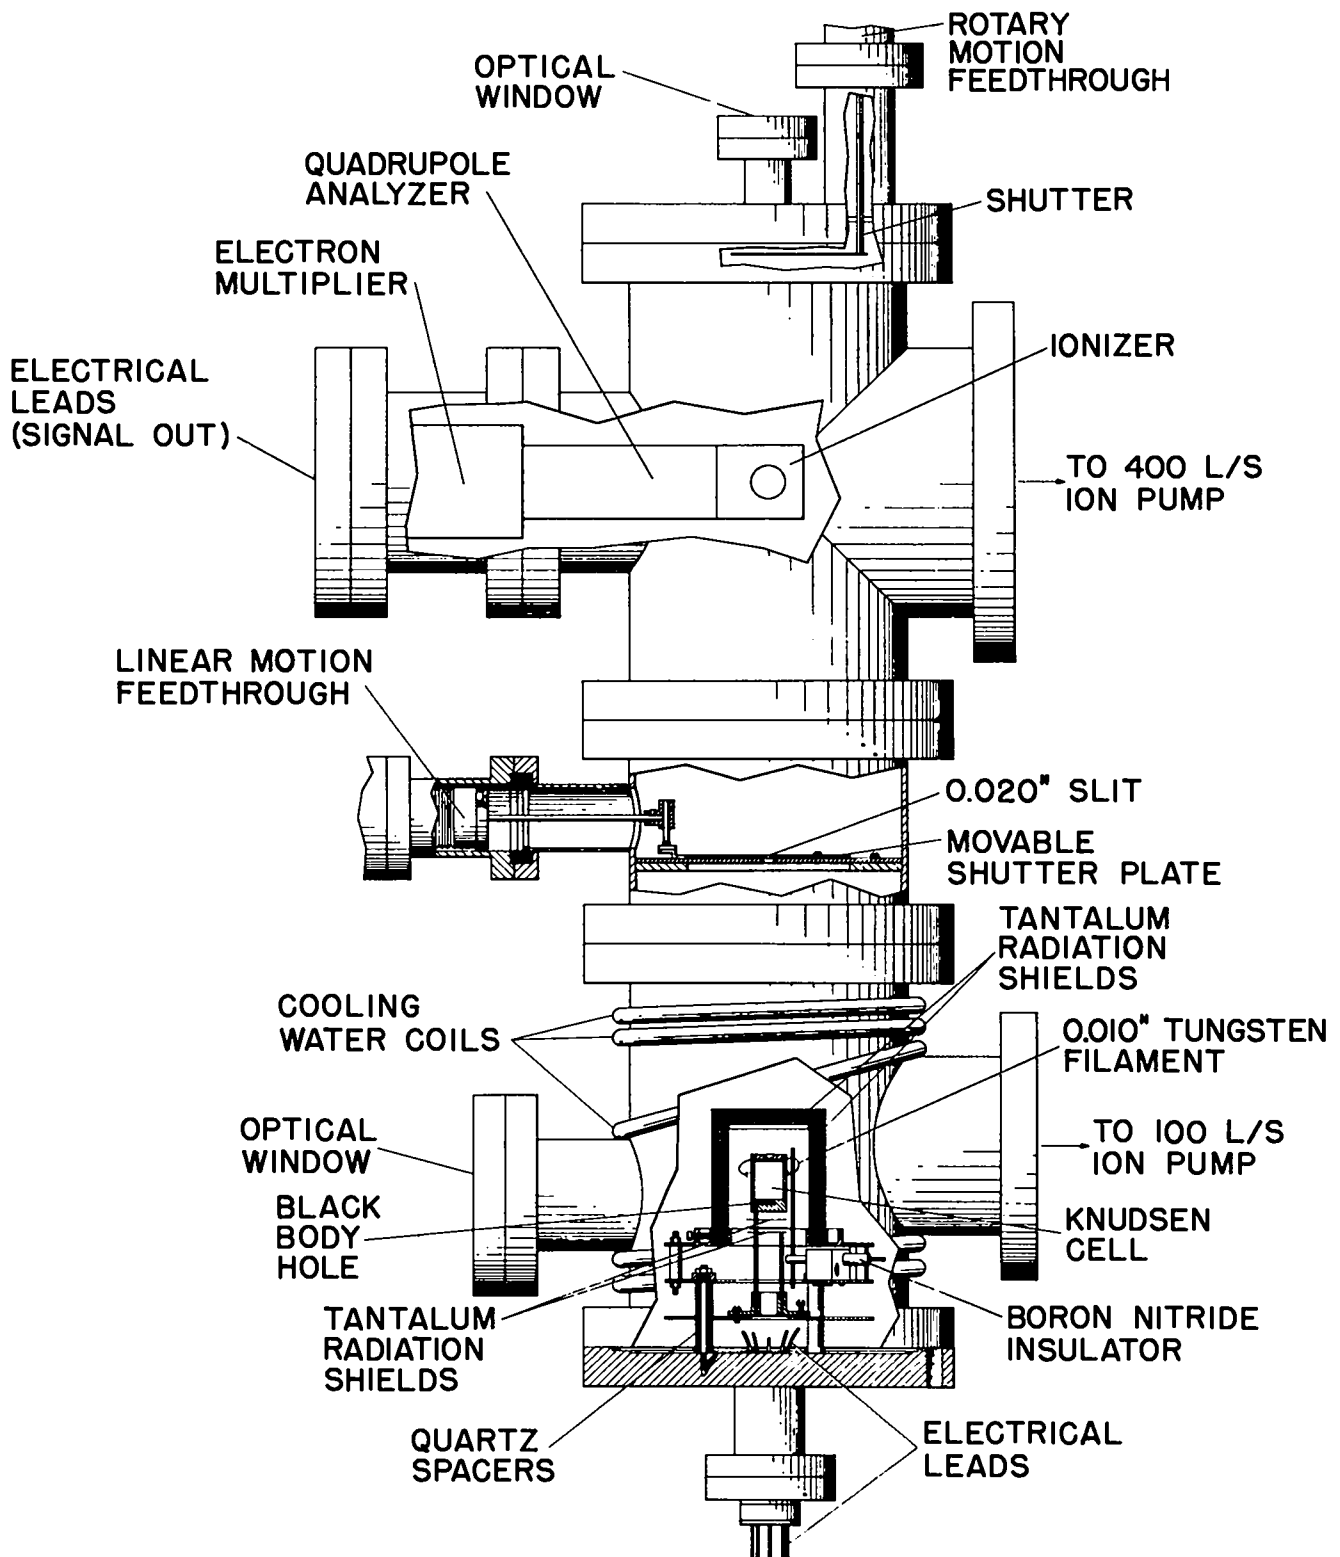 ROTARY
MOTION
FEEDTHROUGH
OPTICAL
WINDOW
QUADRUPOLE
ANALYZER
SHUTTER
ELECTRON
MULTIPLIER
IONIZER
ELECTRICAL
LEADS
(SIGNAL OUT)
TO 400 L/S
ION PUMP
LINEAR MOTION
FEEDTHROUGH
0.020" SLIT
MOVABLE
SHUTTER PLATE
TANTALUM
RADIATION
SHIELDS
COOLING
WATER COILS
0.010" TUNGSTEN
FILAMENT
OPTICAL
WINDOW
TO 100 L/S
ION PUMP
BLACK
BODY
HOLE
KNUDSEN
CELL
TANTALUM
RADIATION
SHIELDS
BORON NITRIDE
INSULATOR
QUARTZ
SPACERS
ELECTRICAL
LEADS